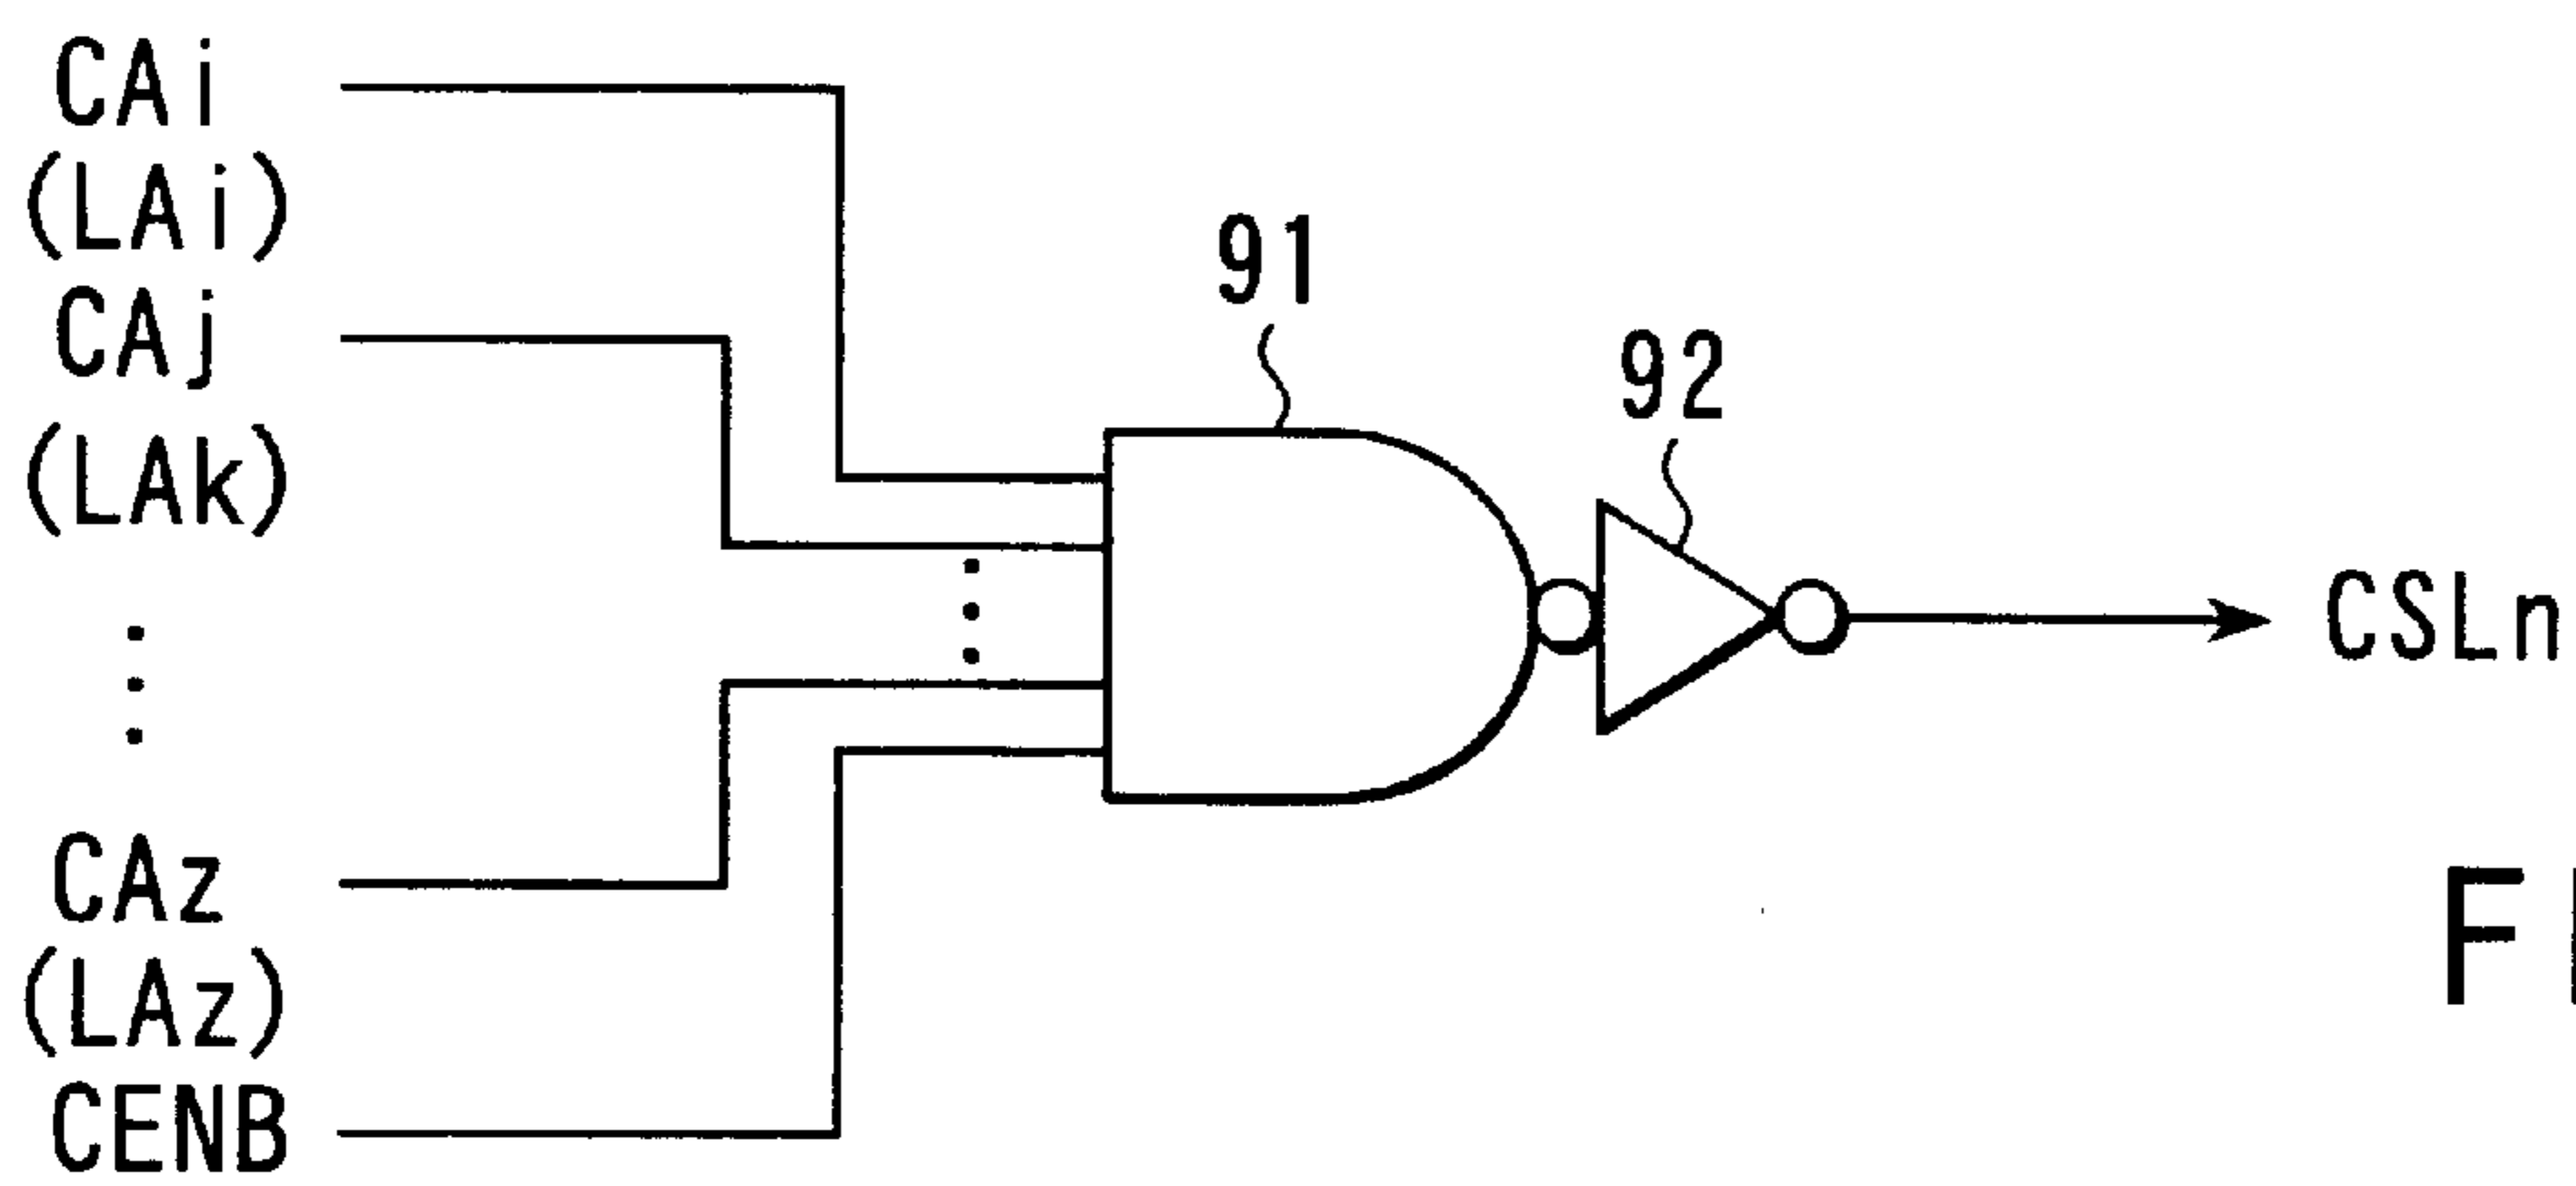 CAi
(LAi)
CAj
(LAk)
CAz
(LAz)
CENB
91
92
CSLn